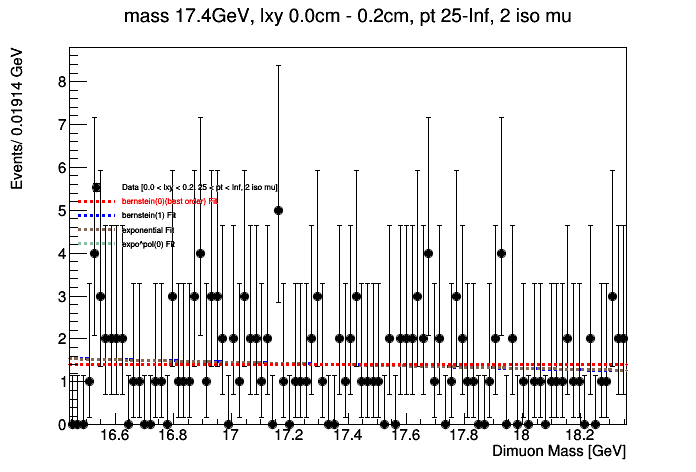 mass 17.4GeV, lxy 0.0cm - 0.2cm, pt 25-Inf, 2 iso mu
Events/ 0.01914 GeV
8
7
6
5
4
3
2
1
0
Data [0.0 < lxy < 0.2, 25 < pt < Inf, 2 iso mu]
bernstein(0)(best order) Fit
bernstein(1) Fit
exponential Fit
expo*pol(0) Fit
16.6 16.8 17 17.2 17.4 17.6 17.8 18 18.2
Dimuon Mass [GeV]